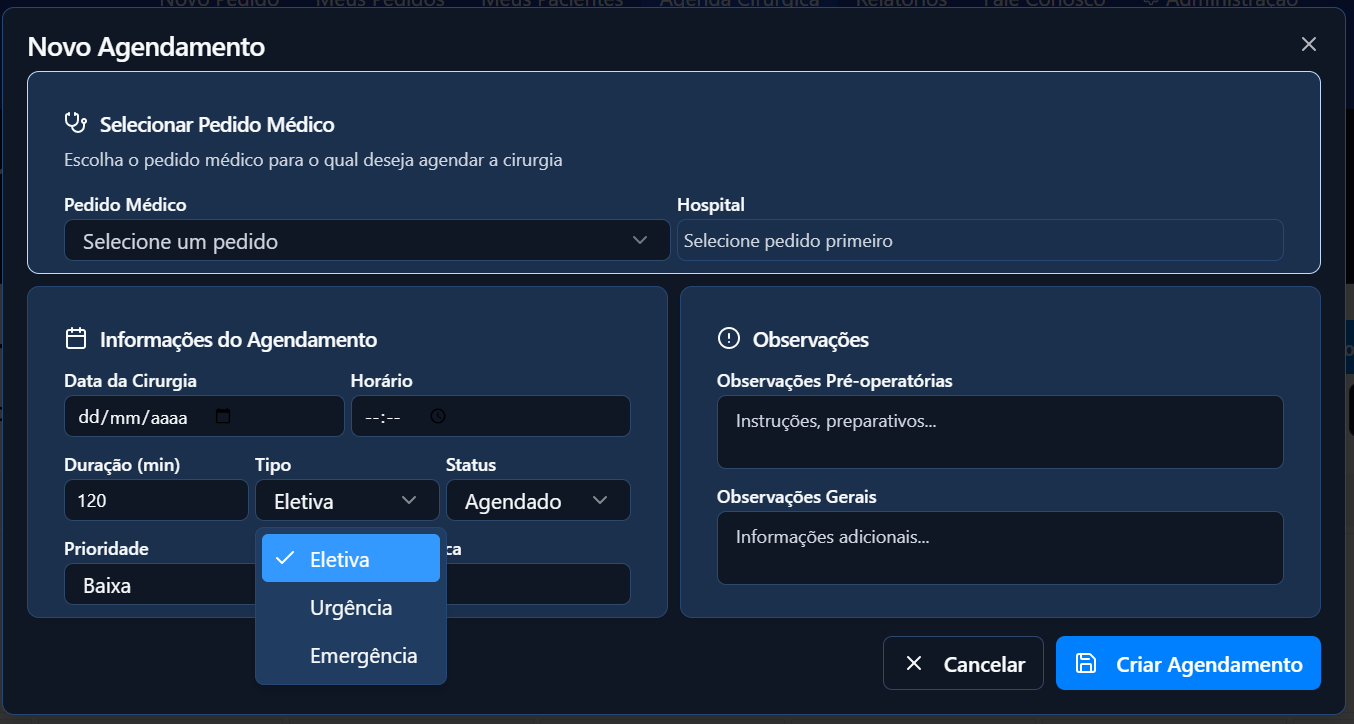 Novo Pedido Meus Pedidos Meus Pacientes Agenda Cirúrgica Relatórios Fale Conosco Administração
Novo Agendamento
Selecionar Pedido Médico
Escolha o pedido médico para o qual deseja agendar a cirurgia
Pedido Médico Hospital
Selecione um pedido Selecione pedido primeiro
Informações do Agendamento
Data da Cirurgia Horário
dd/mm/aaaa --:--
Duração (min) Tipo Status
120 Eletiva Agendado
Prioridade ca
Baixa
Eletiva
Urgência
Emergência
Observações
Observações Pré-operatórias
Instruções, preparativos...
Observações Gerais
Informações adicionais...
Cancelar Criar Agendamento